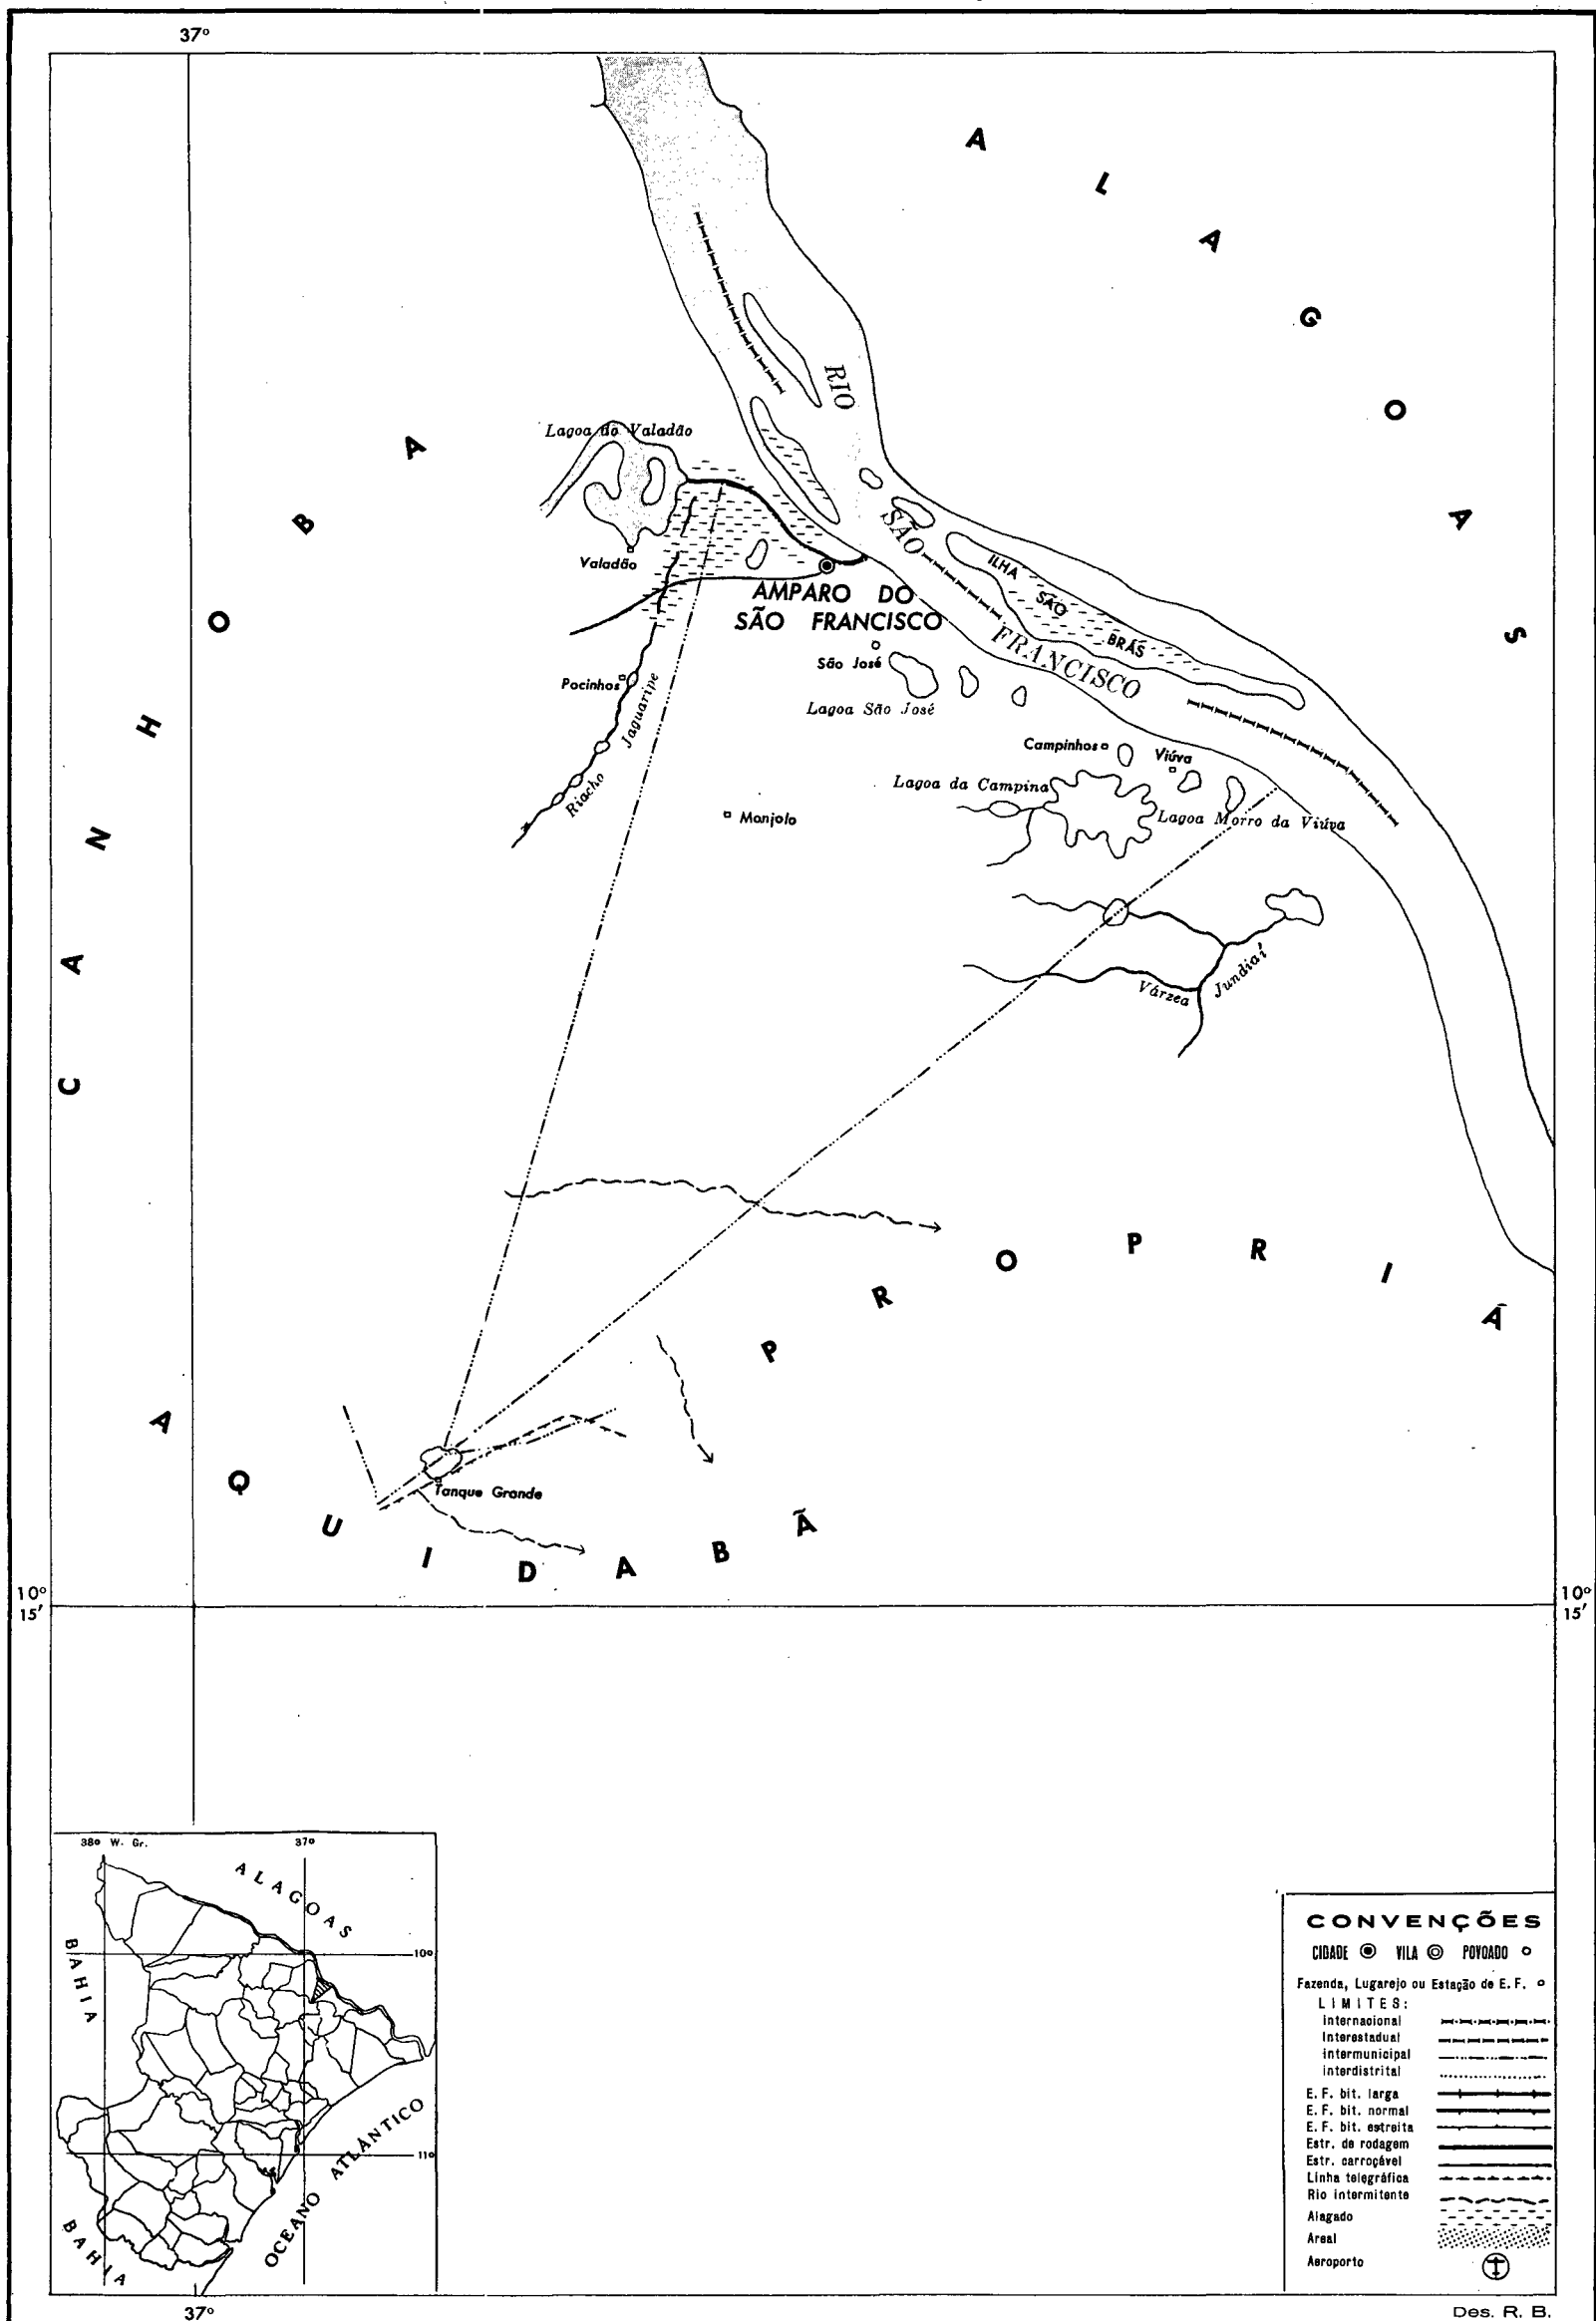 37°
ALAGOAS
CANHOBA
RIO
SÃO
FRANCISCO
Lagoa do Valadão
Valadão
AMPARO DO
SÃO FRANCISCO
ILHA
SÃO
BRÁS
São José
Lagoa São José
Pocinhos
Riacho Jaguaripe
Campinhos
Viúva
Lagoa da Campina
Lagoa Morro da Viúva
Manjolo
Várzea
Jundiaí
PROPRIÁ
Tanque Grande
AQUIDABÃ
10°
15'
10°
15'
38° W. Gr.
37°
ALAGOAS
BAHIA
10°
11°
OCEANO ATLÂNTICO
BAHIA
37°
CONVENÇÕES
CIDADE VILA POVOADO
Fazenda, Lugarejo ou Estação de E.F.
LIMITES:
Internacional
Interestadual
Intermunicipal
Interdistrital
E. F. bit. larga
E. F. bit. normal
E. F. bit. estreita
Estr. de rodagem
Estr. carroçável
Linha telegráfica
Rio intermitente
Alagado
Areal
Aeroporto
Des. R. B.